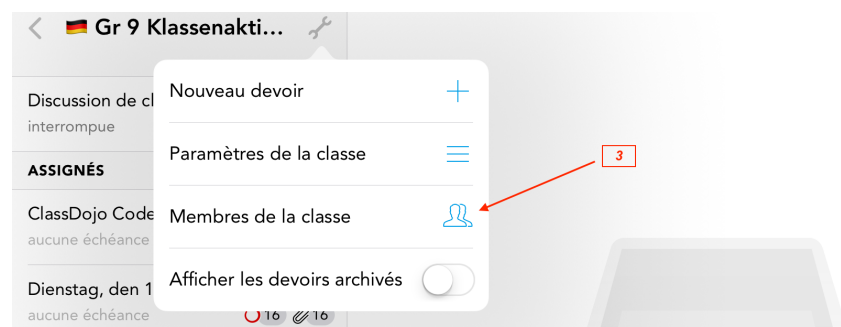 Gr 9 Klassenakti...
Nouveau devoir
Discussion de cl
interrompue
Paramètres de la classe
3
ASSIGNÉS
ClassDojo Code
Membres de la classe
aucune échéance
Afficher les devoirs archivés
Dienstag, den 1
aucune échéance
16 16